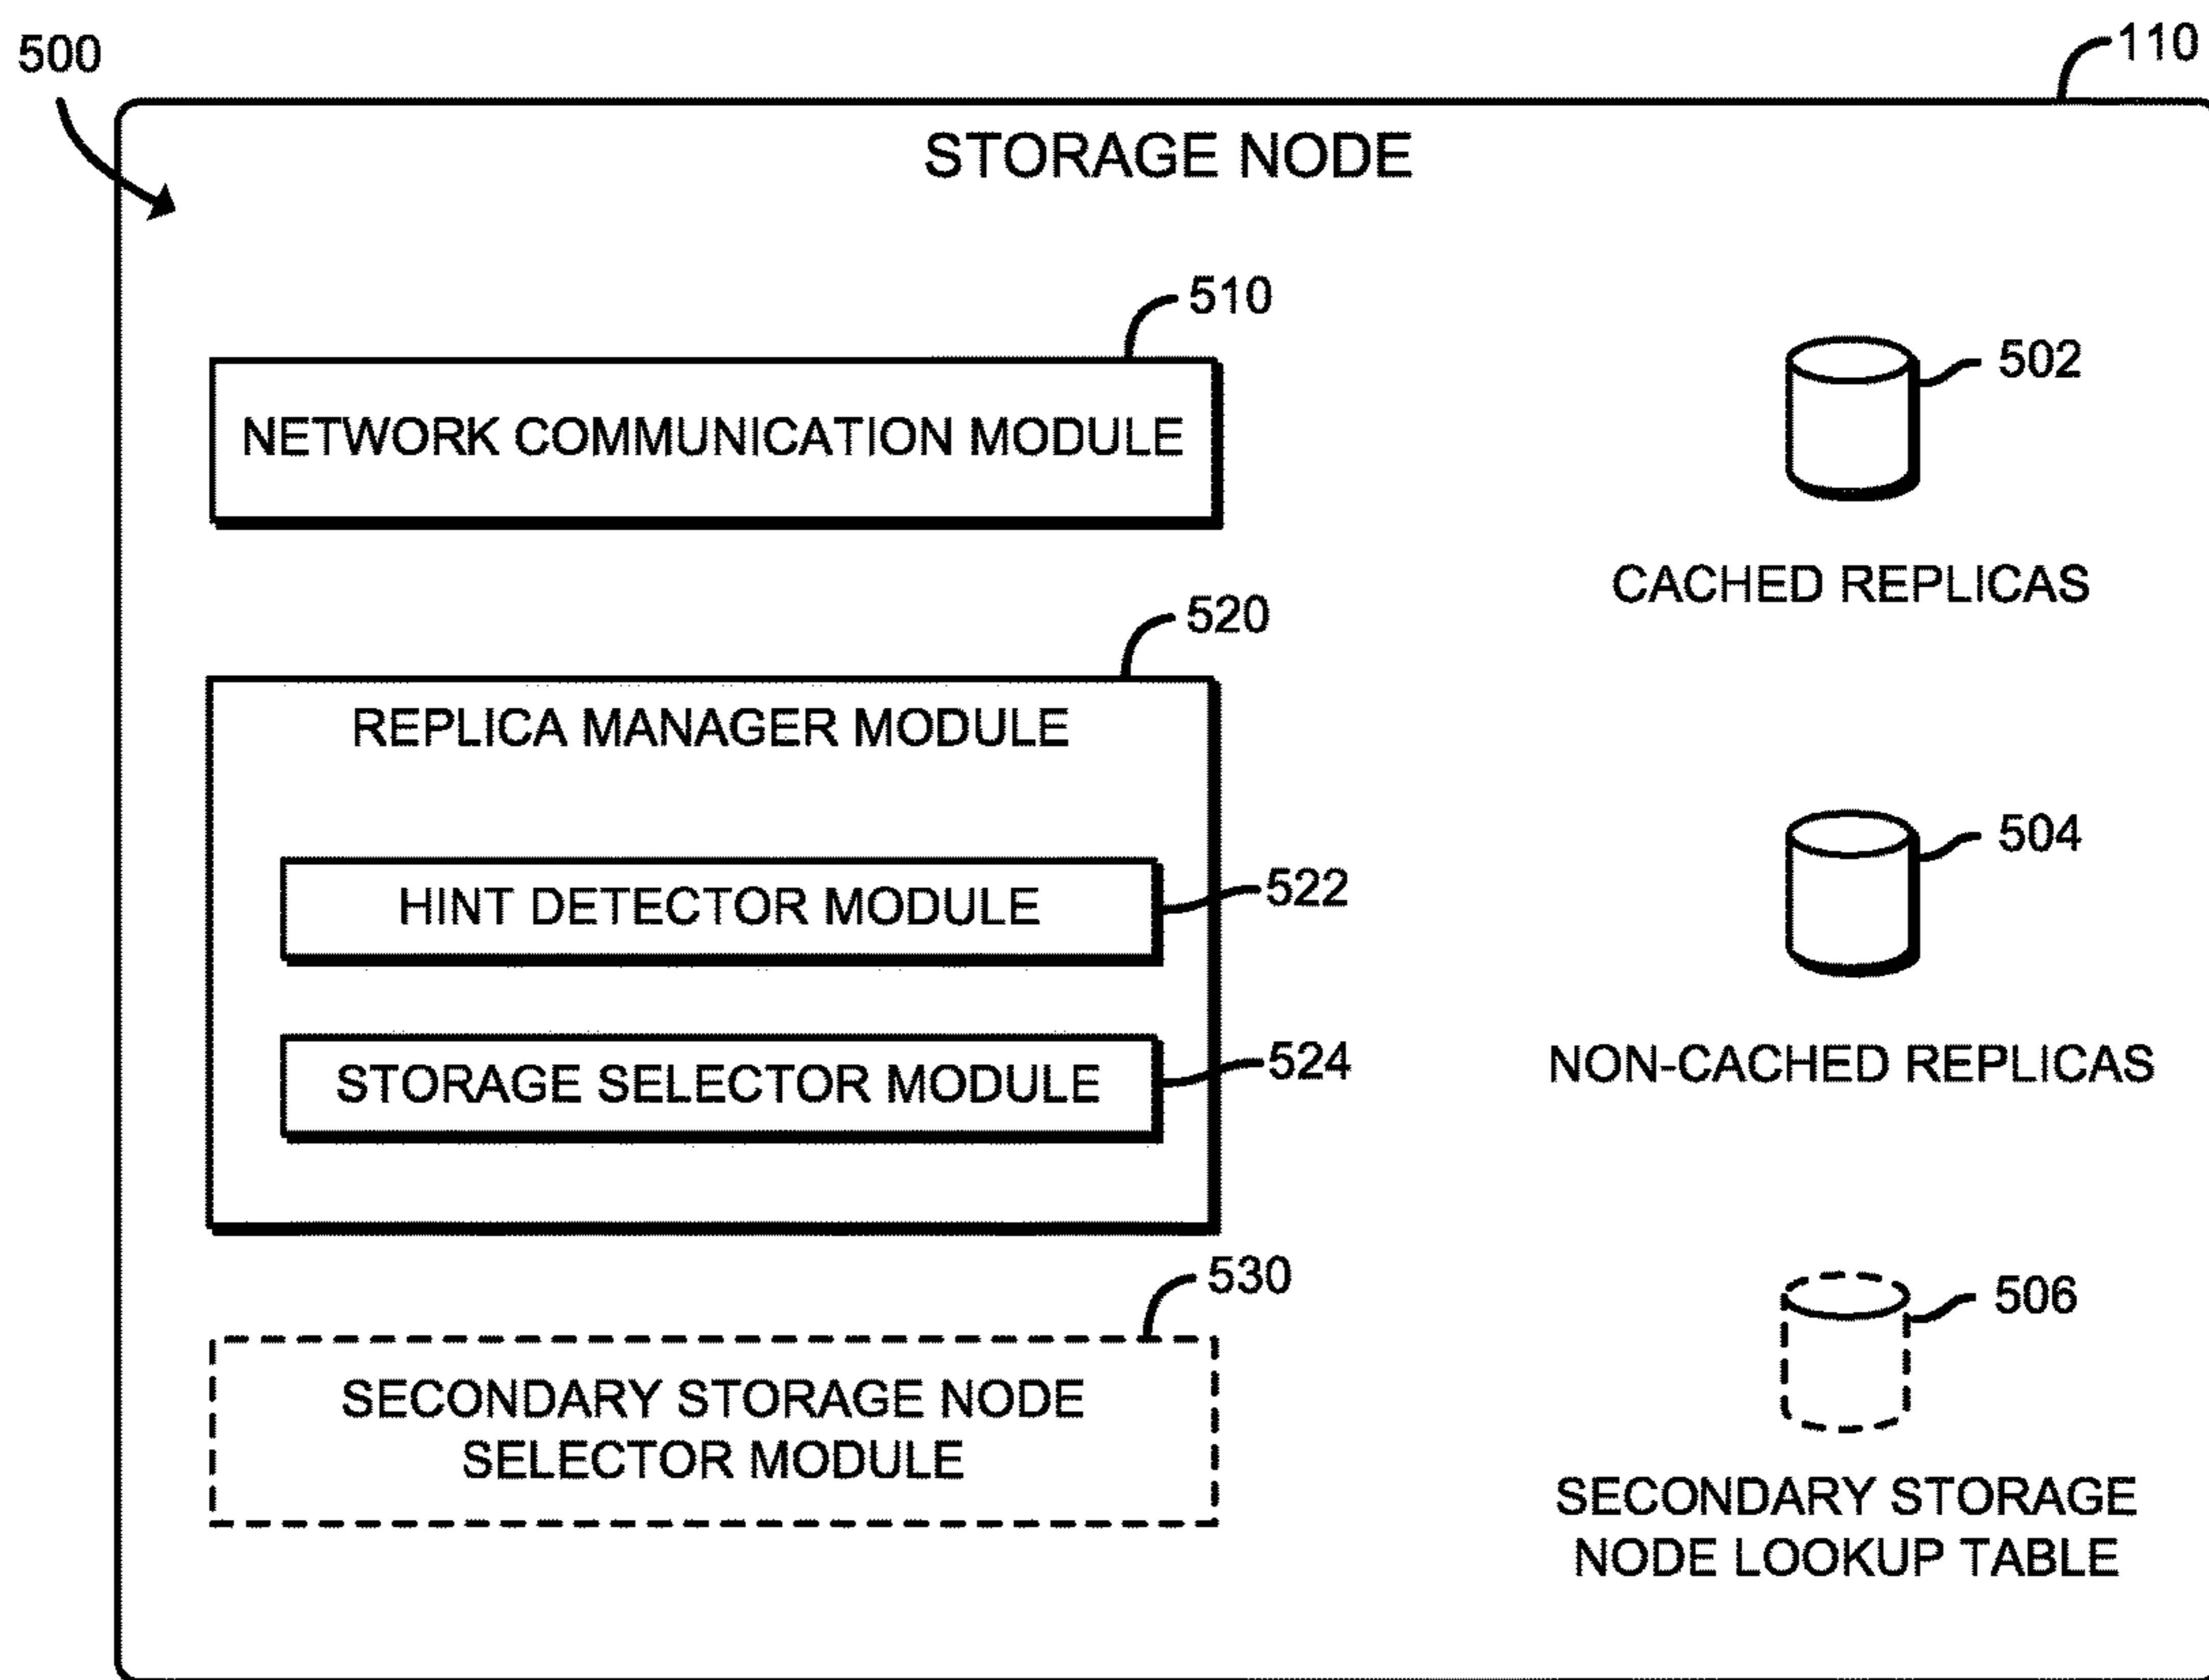 500
110
STORAGE NODE
510
NETWORK COMMUNICATION MODULE
502
CACHED REPLICAS
520
REPLICA MANAGER MODULE
HINT DETECTOR MODULE
522
STORAGE SELECTOR MODULE
524
504
NON-CACHED REPLICAS
530
SECONDARY STORAGE NODE
SELECTOR MODULE
506
SECONDARY STORAGE
NODE LOOKUP TABLE